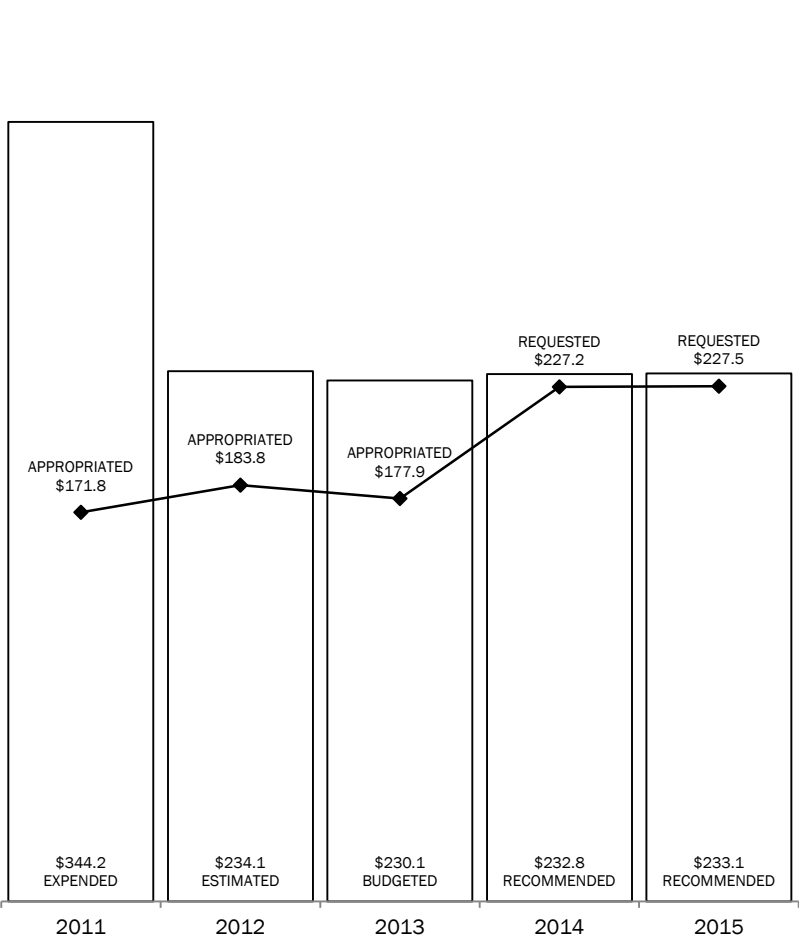 REQUESTED
$227.2
REQUESTED
$227.5
APPROPRIATED
$171.8
APPROPRIATED
$183.8
APPROPRIATED
$177.9
$344.2
EXPENDED
$234.1
ESTIMATED
$230.1
BUDGETED
$232.8
RECOMMENDED
$233.1
RECOMMENDED
2011
2012
2013
2014
2015